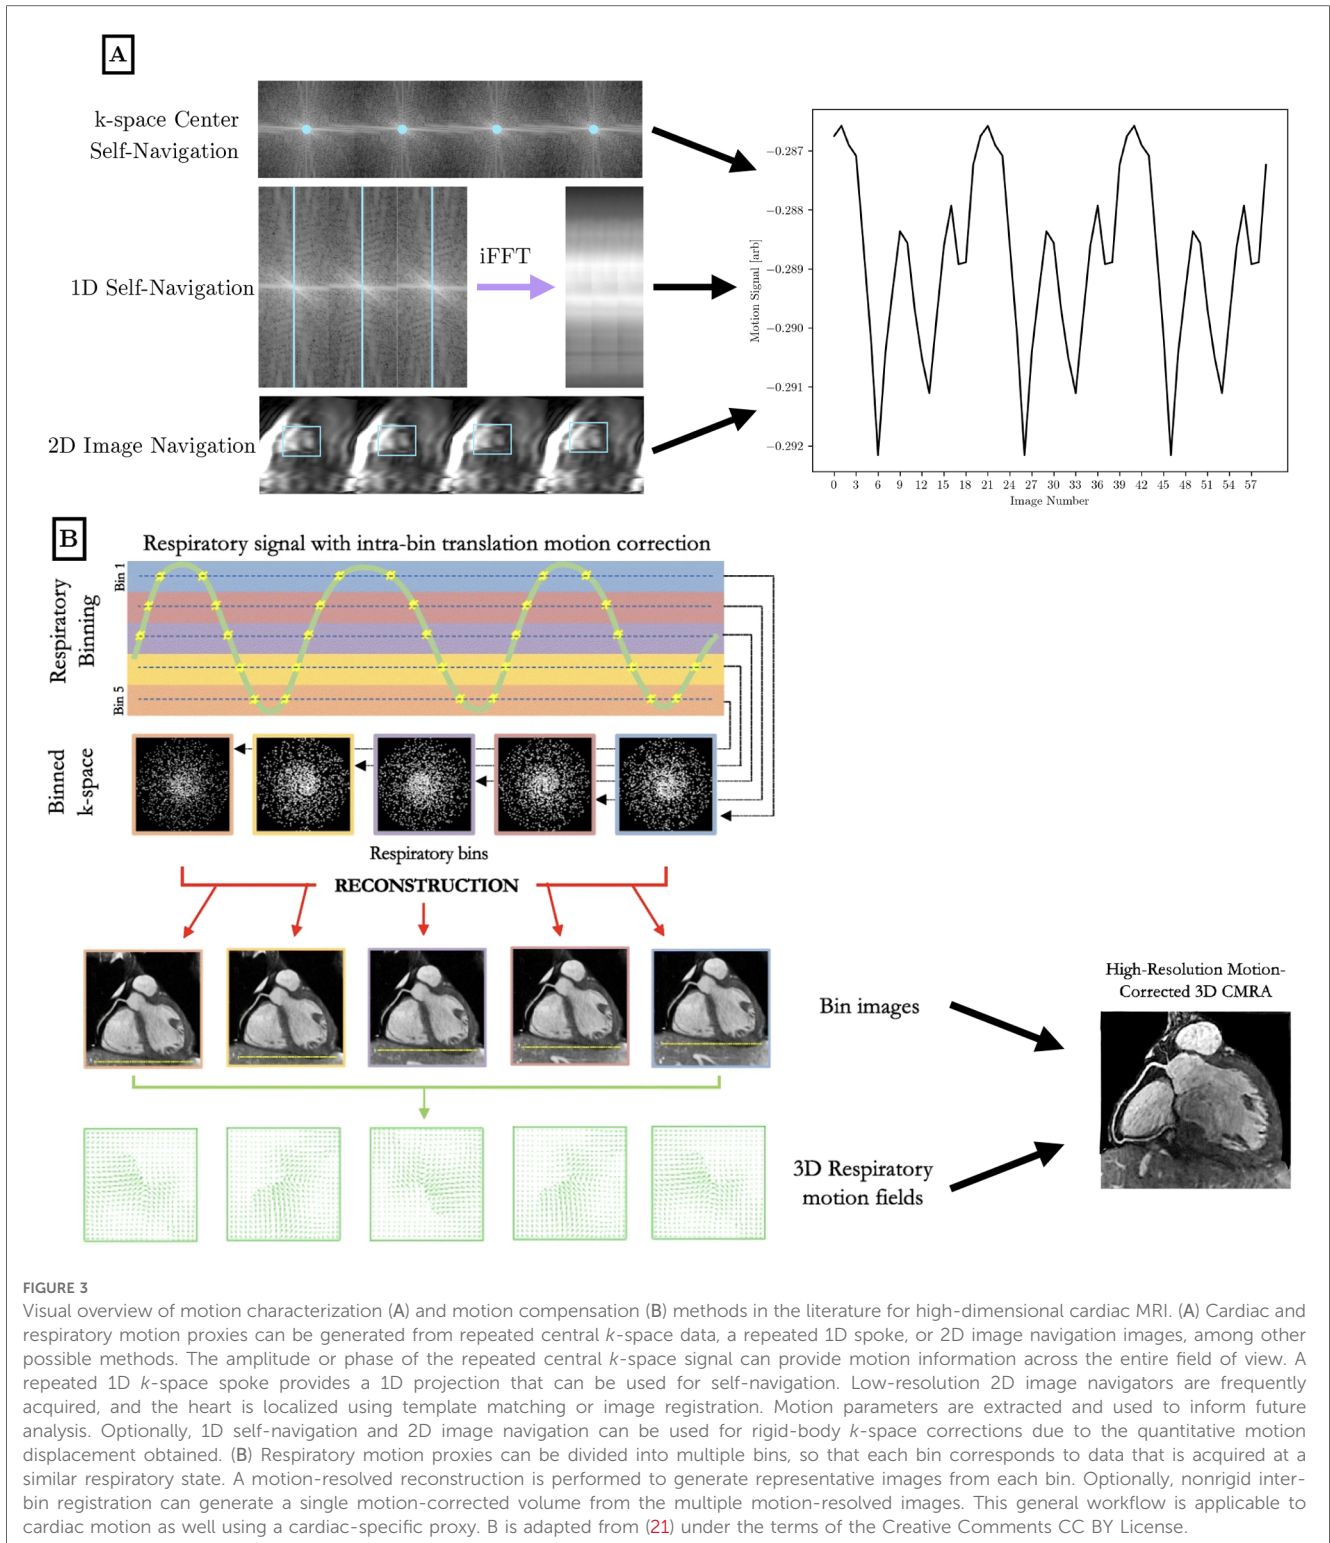 A
k-space Center
Self-Navigation
1D Self-Navigation
iFFT
2D Image Navigation
Motion Signal [arb]
−0.287
−0.288
−0.289
−0.290
−0.291
−0.292
0 3 6 9 12 15 18 21 24 27 30 33 36 39 42 45 48 51 54 57
Image Number
B
Respiratory signal with intra-bin translation motion correction
Respiratory
Binning
Bin 1
Bin 5
Binned
k-space
Respiratory bins
RECONSTRUCTION
Bin images
High-Resolution Motion-
Corrected 3D CMRA
3D Respiratory
motion fields
FIGURE 3
Visual overview of motion characterization (A) and motion compensation (B) methods in the literature for high-dimensional cardiac MRI. (A) Cardiac and
respiratory motion proxies can be generated from repeated central k-space data, a repeated 1D spoke, or 2D image navigation images, among other
possible methods. The amplitude or phase of the repeated central k-space signal can provide motion information across the entire field of view. A
repeated 1D k-space spoke provides a 1D projection that can be used for self-navigation. Low-resolution 2D image navigators are frequently
acquired, and the heart is localized using template matching or image registration. Motion parameters are extracted and used to inform future
analysis. Optionally, 1D self-navigation and 2D image navigation can be used for rigid-body k-space corrections due to the quantitative motion
displacement obtained. (B) Respiratory motion proxies can be divided into multiple bins, so that each bin corresponds to data that is acquired at a
similar respiratory state. A motion-resolved reconstruction is performed to generate representative images from each bin. Optionally, nonrigid inter-
bin registration can generate a single motion-corrected volume from the multiple motion-resolved images. This general workflow is applicable to
cardiac motion as well using a cardiac-specific proxy. B is adapted from (21) under the terms of the Creative Commons CC BY License.